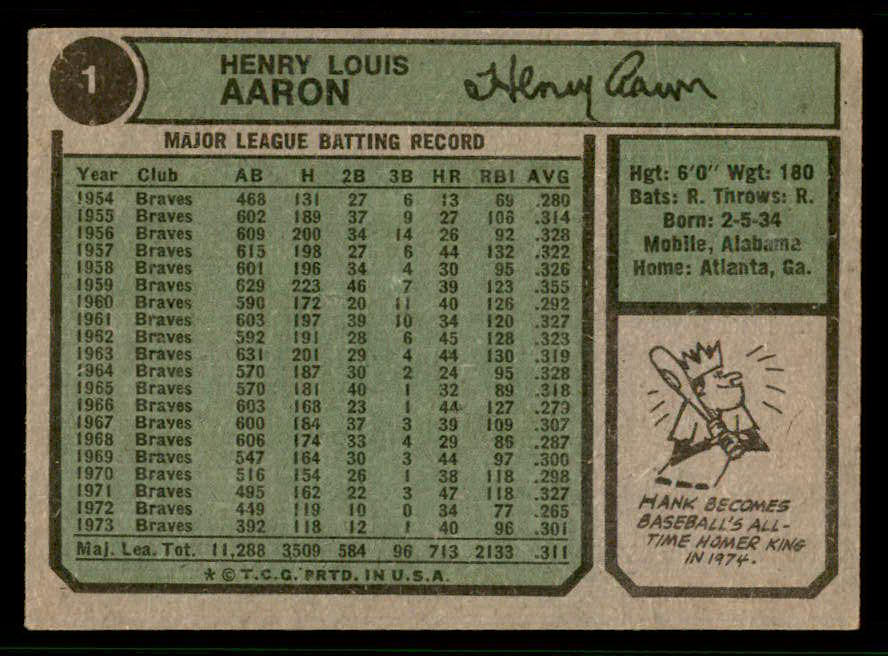 1
HENRY LOUIS
AARON
Henry Aaron
MAJOR LEAGUE BATTING RECORD
Year Club AB H 2B 3B HR RBI AVG
1954 Braves 468 131 27 6 13 69 .280
1955 Braves 602 189 37 9 27 106 .314
1956 Braves 609 200 34 14 26 92 .328
1957 Braves 615 198 27 6 44 132 .322
1958 Braves 601 196 34 4 30 95 .326
1959 Braves 629 223 46 7 39 123 .355
1960 Braves 590 172 20 11 40 126 .292
1961 Braves 603 197 39 10 34 120 .327
1962 Braves 592 191 28 6 45 128 .323
1963 Braves 631 201 29 4 44 130 .319
1964 Braves 570 187 30 2 24 95 .328
1965 Braves 570 181 40 1 32 89 .318
1966 Braves 603 168 23 1 44 127 .279
1967 Braves 600 184 37 3 39 109 .307
1968 Braves 606 174 33 4 29 86 .287
1969 Braves 547 164 30 3 44 97 .300
1970 Braves 516 154 26 1 38 118 .298
1971 Braves 495 162 22 3 47 118 .327
1972 Braves 449 119 10 0 34 77 .265
1973 Braves 392 118 12 1 40 96 .301
Maj. Lea. Tot. 11,288 3509 584 96 713 2133 .311
* © T.C.G. PRTD. IN U.S.A.
Hgt: 6'0" Wgt: 180
Bats: R. Throws: R.
Born: 2-5-34
Mobile, Alabama
Home: Atlanta, Ga.
HANK BECOMES
BASEBALL'S ALL-
TIME HOMER KING
IN 1974.